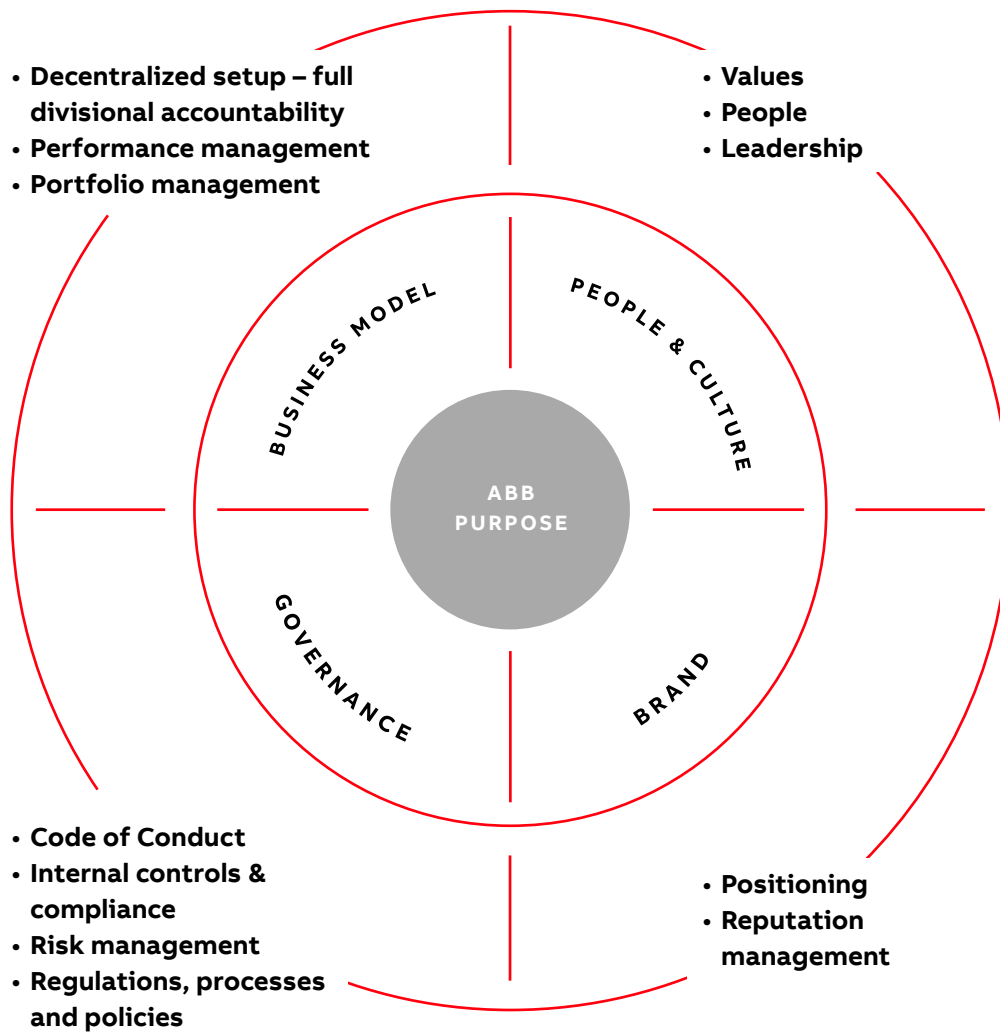 • Decentralized setup – full
divisional accountability
• Performance management
• Portfolio management
• Values
• People
• Leadership
BUSINESS MODEL
PEOPLE & CULTURE
ABB
PURPOSE
GOVERNANCE
BRAND
• Code of Conduct
• Internal controls &
compliance
• Risk management
• Regulations, processes
and policies
• Positioning
• Reputation
management